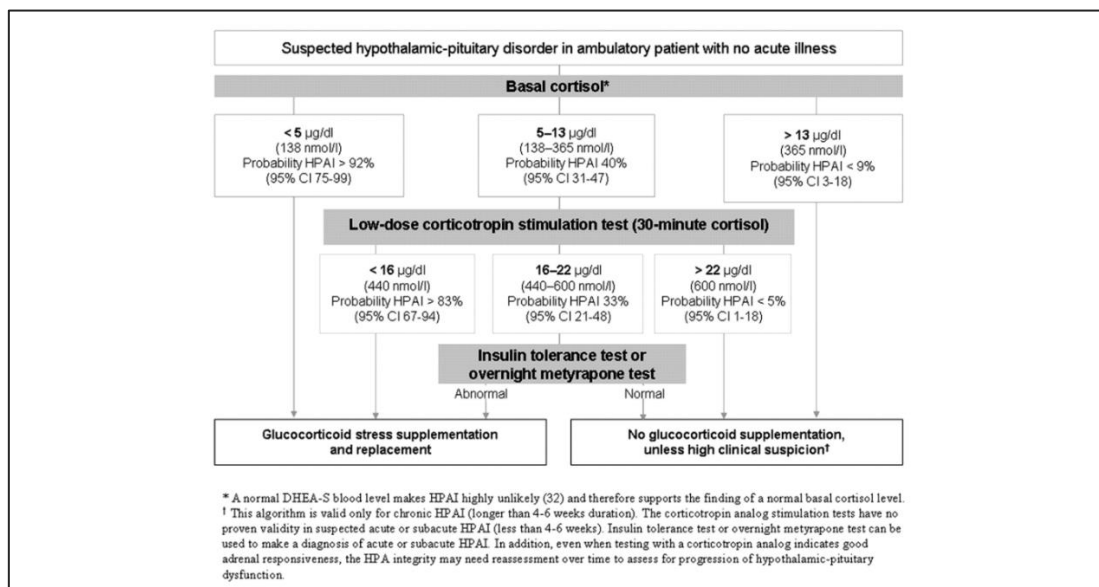 Suspected hypothalamic-pituitary disorder in ambulatory patient with no acute illness
Basal cortisol*
< 5 µg/dl
(138 nmol/l)
Probability HPAI > 92%
(95% CI 75-99)
5–13 µg/dl
(138–365 nmol/l)
Probability HPAI 40%
(95% CI 31-47)
> 13 µg/dl
(365 nmol/l)
Probability HPAI < 9%
(95% CI 3-18)
Low-dose corticotropin stimulation test (30-minute cortisol)
< 16 µg/dl
(440 nmol/l)
Probability HPAI > 83%
(95% CI 67-94)
16–22 µg/dl
(440–600 nmol/l)
Probability HPAI 33%
(95% CI 21-48)
> 22 µg/dl
(600 nmol/l)
Probability HPAI < 5%
(95% CI 1-18)
Insulin tolerance test or
overnight metyrapone test
Abnormal
Normal
Glucocorticoid stress supplementation
and replacement
No glucocorticoid supplementation,
unless high clinical suspicion†
* A normal DHEA-S blood level makes HPAI highly unlikely (32) and therefore supports the finding of a normal basal cortisol level.
† This algorithm is valid only for chronic HPAI (longer than 4-6 weeks duration). The corticotropin analog stimulation tests have no
proven validity in suspected acute or subacute HPAI (less than 4-6 weeks). Insulin tolerance test or overnight metyrapone test can be
used to make a diagnosis of acute or subacute HPAI. In addition, even when testing with a corticotropin analog indicates good
adrenal responsiveness, the HPA integrity may need reassessment over time to assess for progression of hypothalamic-pituitary
dysfunction.